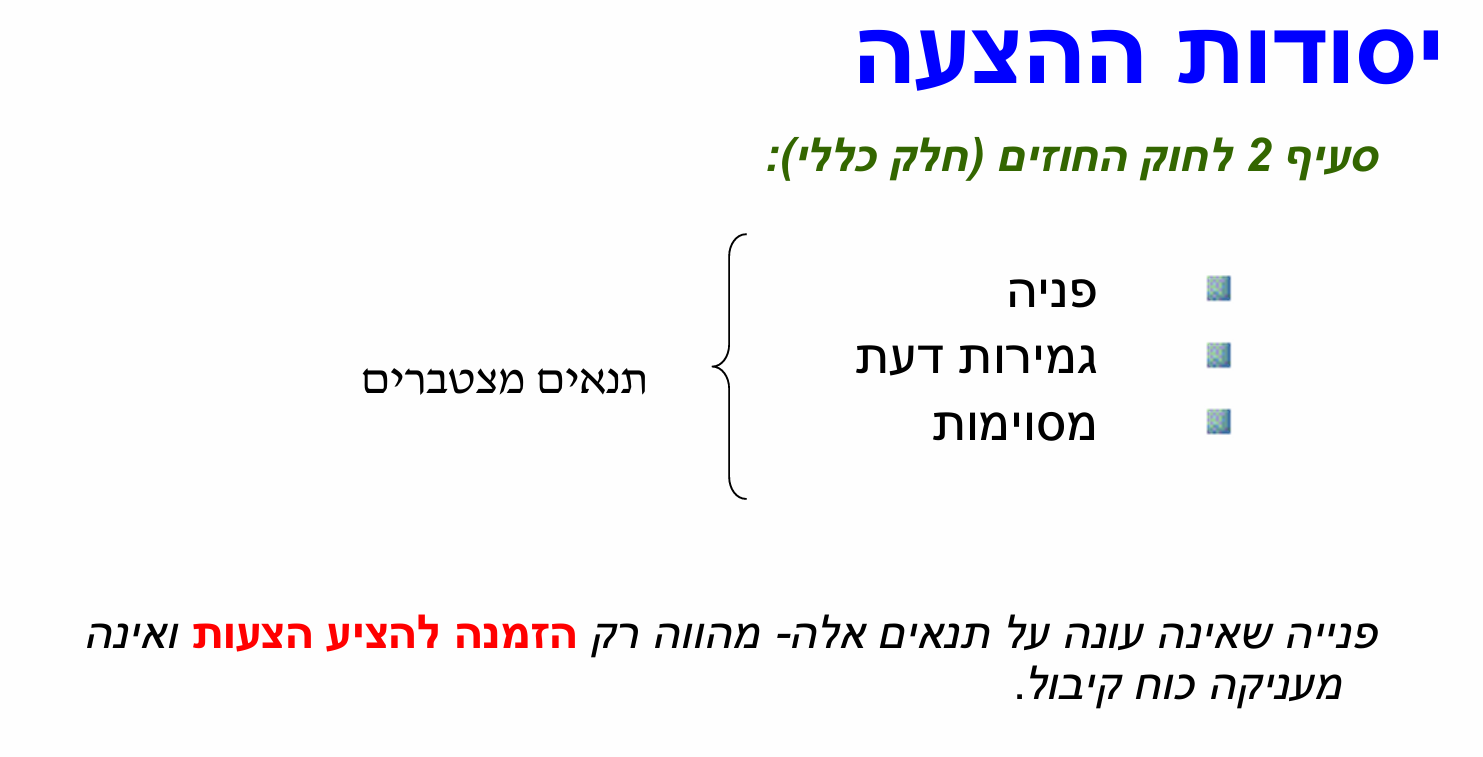 יסודות ההצעה
סעיף 2 לחוק החוזים (חלק כללי):
פניה
גמירות דעת
מסוימות
תנאים מצטברים
פנייה שאינה עונה על תנאים אלה- מהווה רק הזמנה להציע הצעות ואינה
מעניקה כוח קיבול.